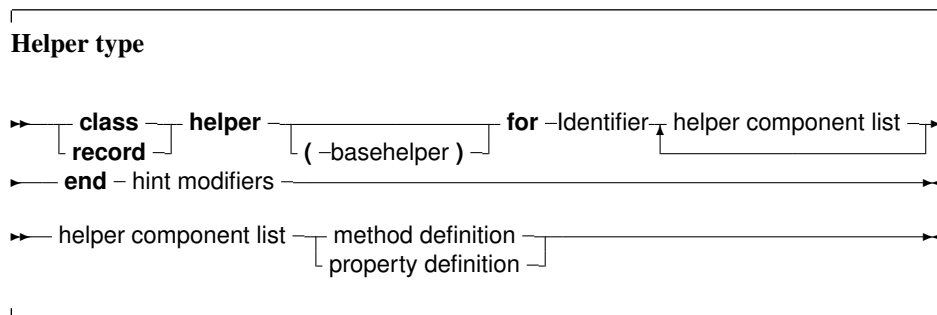 Helper type
class helper for Identifier helper component list
record ( basehelper )
end hint modifiers
helper component list method definition
property definition